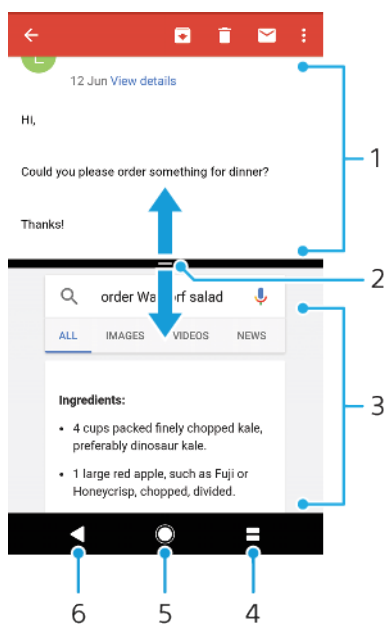 L
12 Jun View details
Hi,
1
Could you please order something for dinner?
Thanks!
2
order Wa rf salad
ALL IMAGES VIDEOS NEWS
3
Ingredients:
• 4 cups packed finely chopped kale,
preferably dinosaur kale.
• 1 large red apple, such as Fuji or
Honeycrisp, chopped, divided.
6 5 4